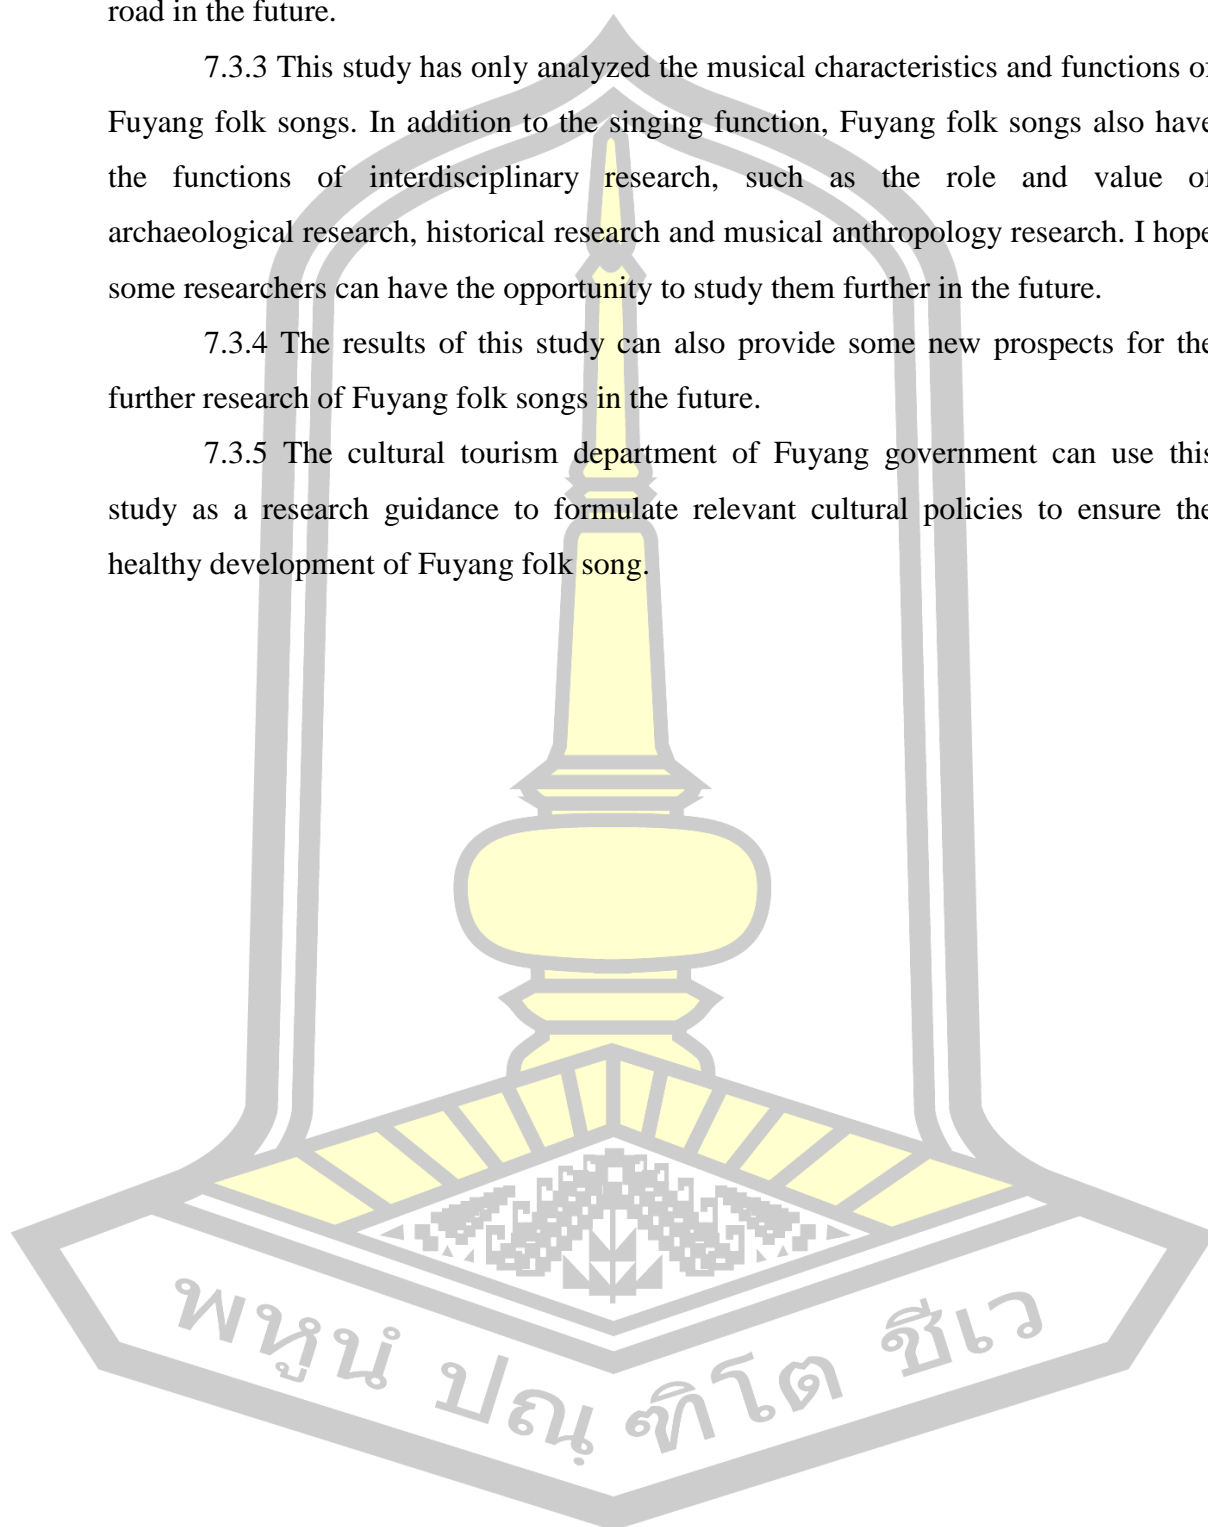 road in the future.
7.3.3 This study has only analyzed the musical characteristics and functions of
Fuyang folk songs. In addition to the singing function, Fuyang folk songs also have
the functions of interdisciplinary research, such as the role and value of
archaeological research, historical research and musical anthropology research. I hope
some researchers can have the opportunity to study them further in the future.
7.3.4 The results of this study can also provide some new prospects for the
further research of Fuyang folk songs in the future.
7.3.5 The cultural tourism department of Fuyang government can use this
study as a research guidance to formulate relevant cultural policies to ensure the
healthy development of Fuyang folk song.
พหูนํ ปณฺฑิโต ชีเว